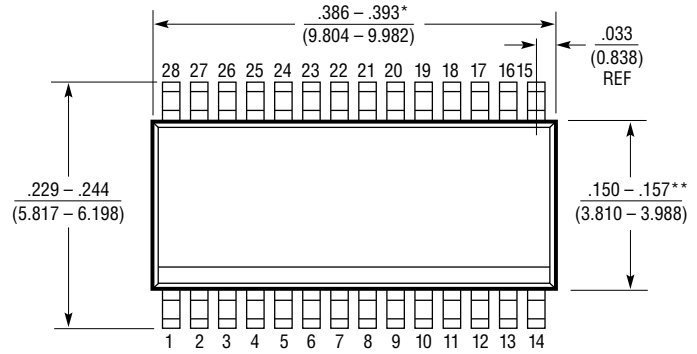 .386 – .393*
(9.804 – 9.982)
.033
(0.838)
REF
28 27 26 25 24 23 22 21 20 19 18 17 16 15
.229 – .244
(5.817 – 6.198)
.150 – .157**
(3.810 – 3.988)
1 2 3 4 5 6 7 8 9 10 11 12 13 14